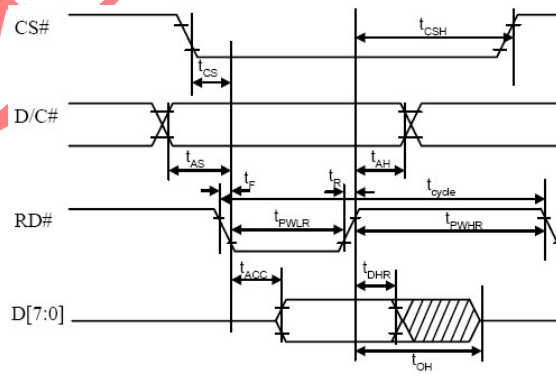 CS#
tCSH
tCS
D/C#
tAS
tAH
tF
tR
tcycle
RD#
tPWLR
tPWHR
tACC
tDHR
D[7:0]
tOH